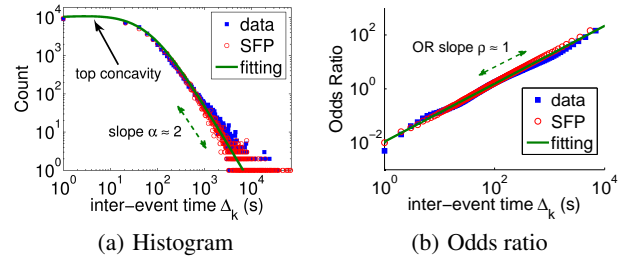 10^5
10^4
10^3
10^2
10^1
10^0
Count
top concavity
slope α ≈ 2
data
SFP
fitting
10^0 10^1 10^2 10^3 10^4
inter-event time Δ_k (s)
(a) Histogram
10^2
10^0
10^-2
Odds Ratio
OR slope ρ ≈ 1
data
SFP
fitting
10^0 10^2 10^4
inter-event time Δ_k (s)
(b) Odds ratio